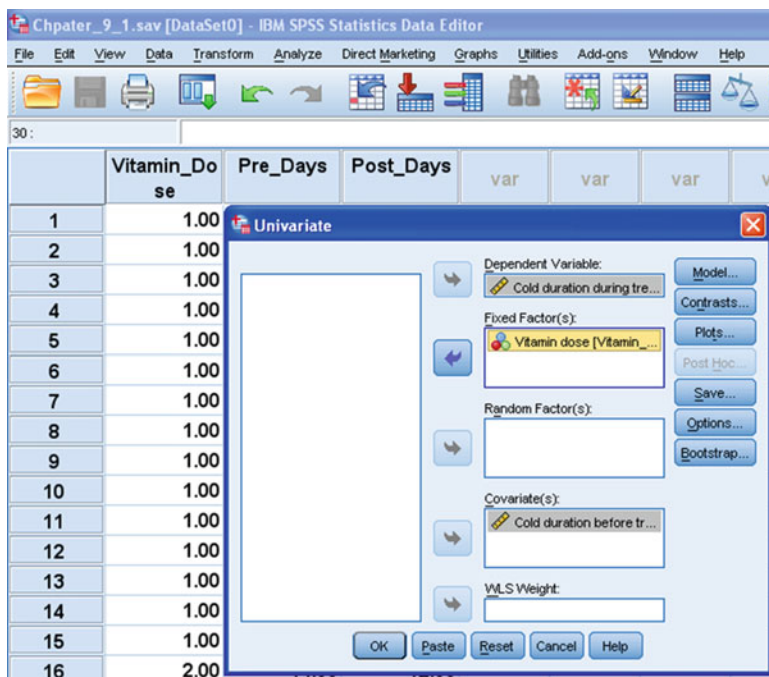 Chpater_9_1.sav [DataSet0] - IBM SPSS Statistics Data Editor
File Edit View Data Transform Analyze Direct Marketing Graphs Utilities Add-ons Window Help
30 :
Vitamin_Do
se
Pre_Days Post_Days var var var v
1 1.00
2 1.00
3 1.00
4 1.00
5 1.00
6 1.00
7 1.00
8 1.00
9 1.00
10 1.00
11 1.00
12 1.00
13 1.00
14 1.00
15 1.00
16 2.00
Univariate
Dependent Variable:
Cold duration during tre...
Fixed Factor(s):
Vitamin dose [Vitamin_...
Random Factor(s):
Covariate(s):
Cold duration before tr...
WLS Weight:
Model...
Contrasts...
Plots...
Post Hoc...
Save...
Options...
Bootstrap...
OK Paste Reset Cancel Help